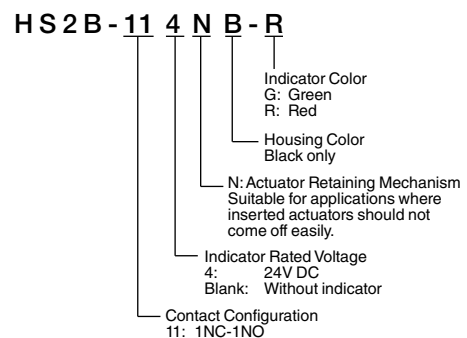 HS2B-114NB-R
Indicator Color
G: Green
R: Red
Housing Color
Black only
N: Actuator Retaining Mechanism
Suitable for applications where
inserted actuators should not
come off easily.
Indicator Rated Voltage
4: 24V DC
Blank: Without indicator
Contact Configuration
11: 1NC-1NO